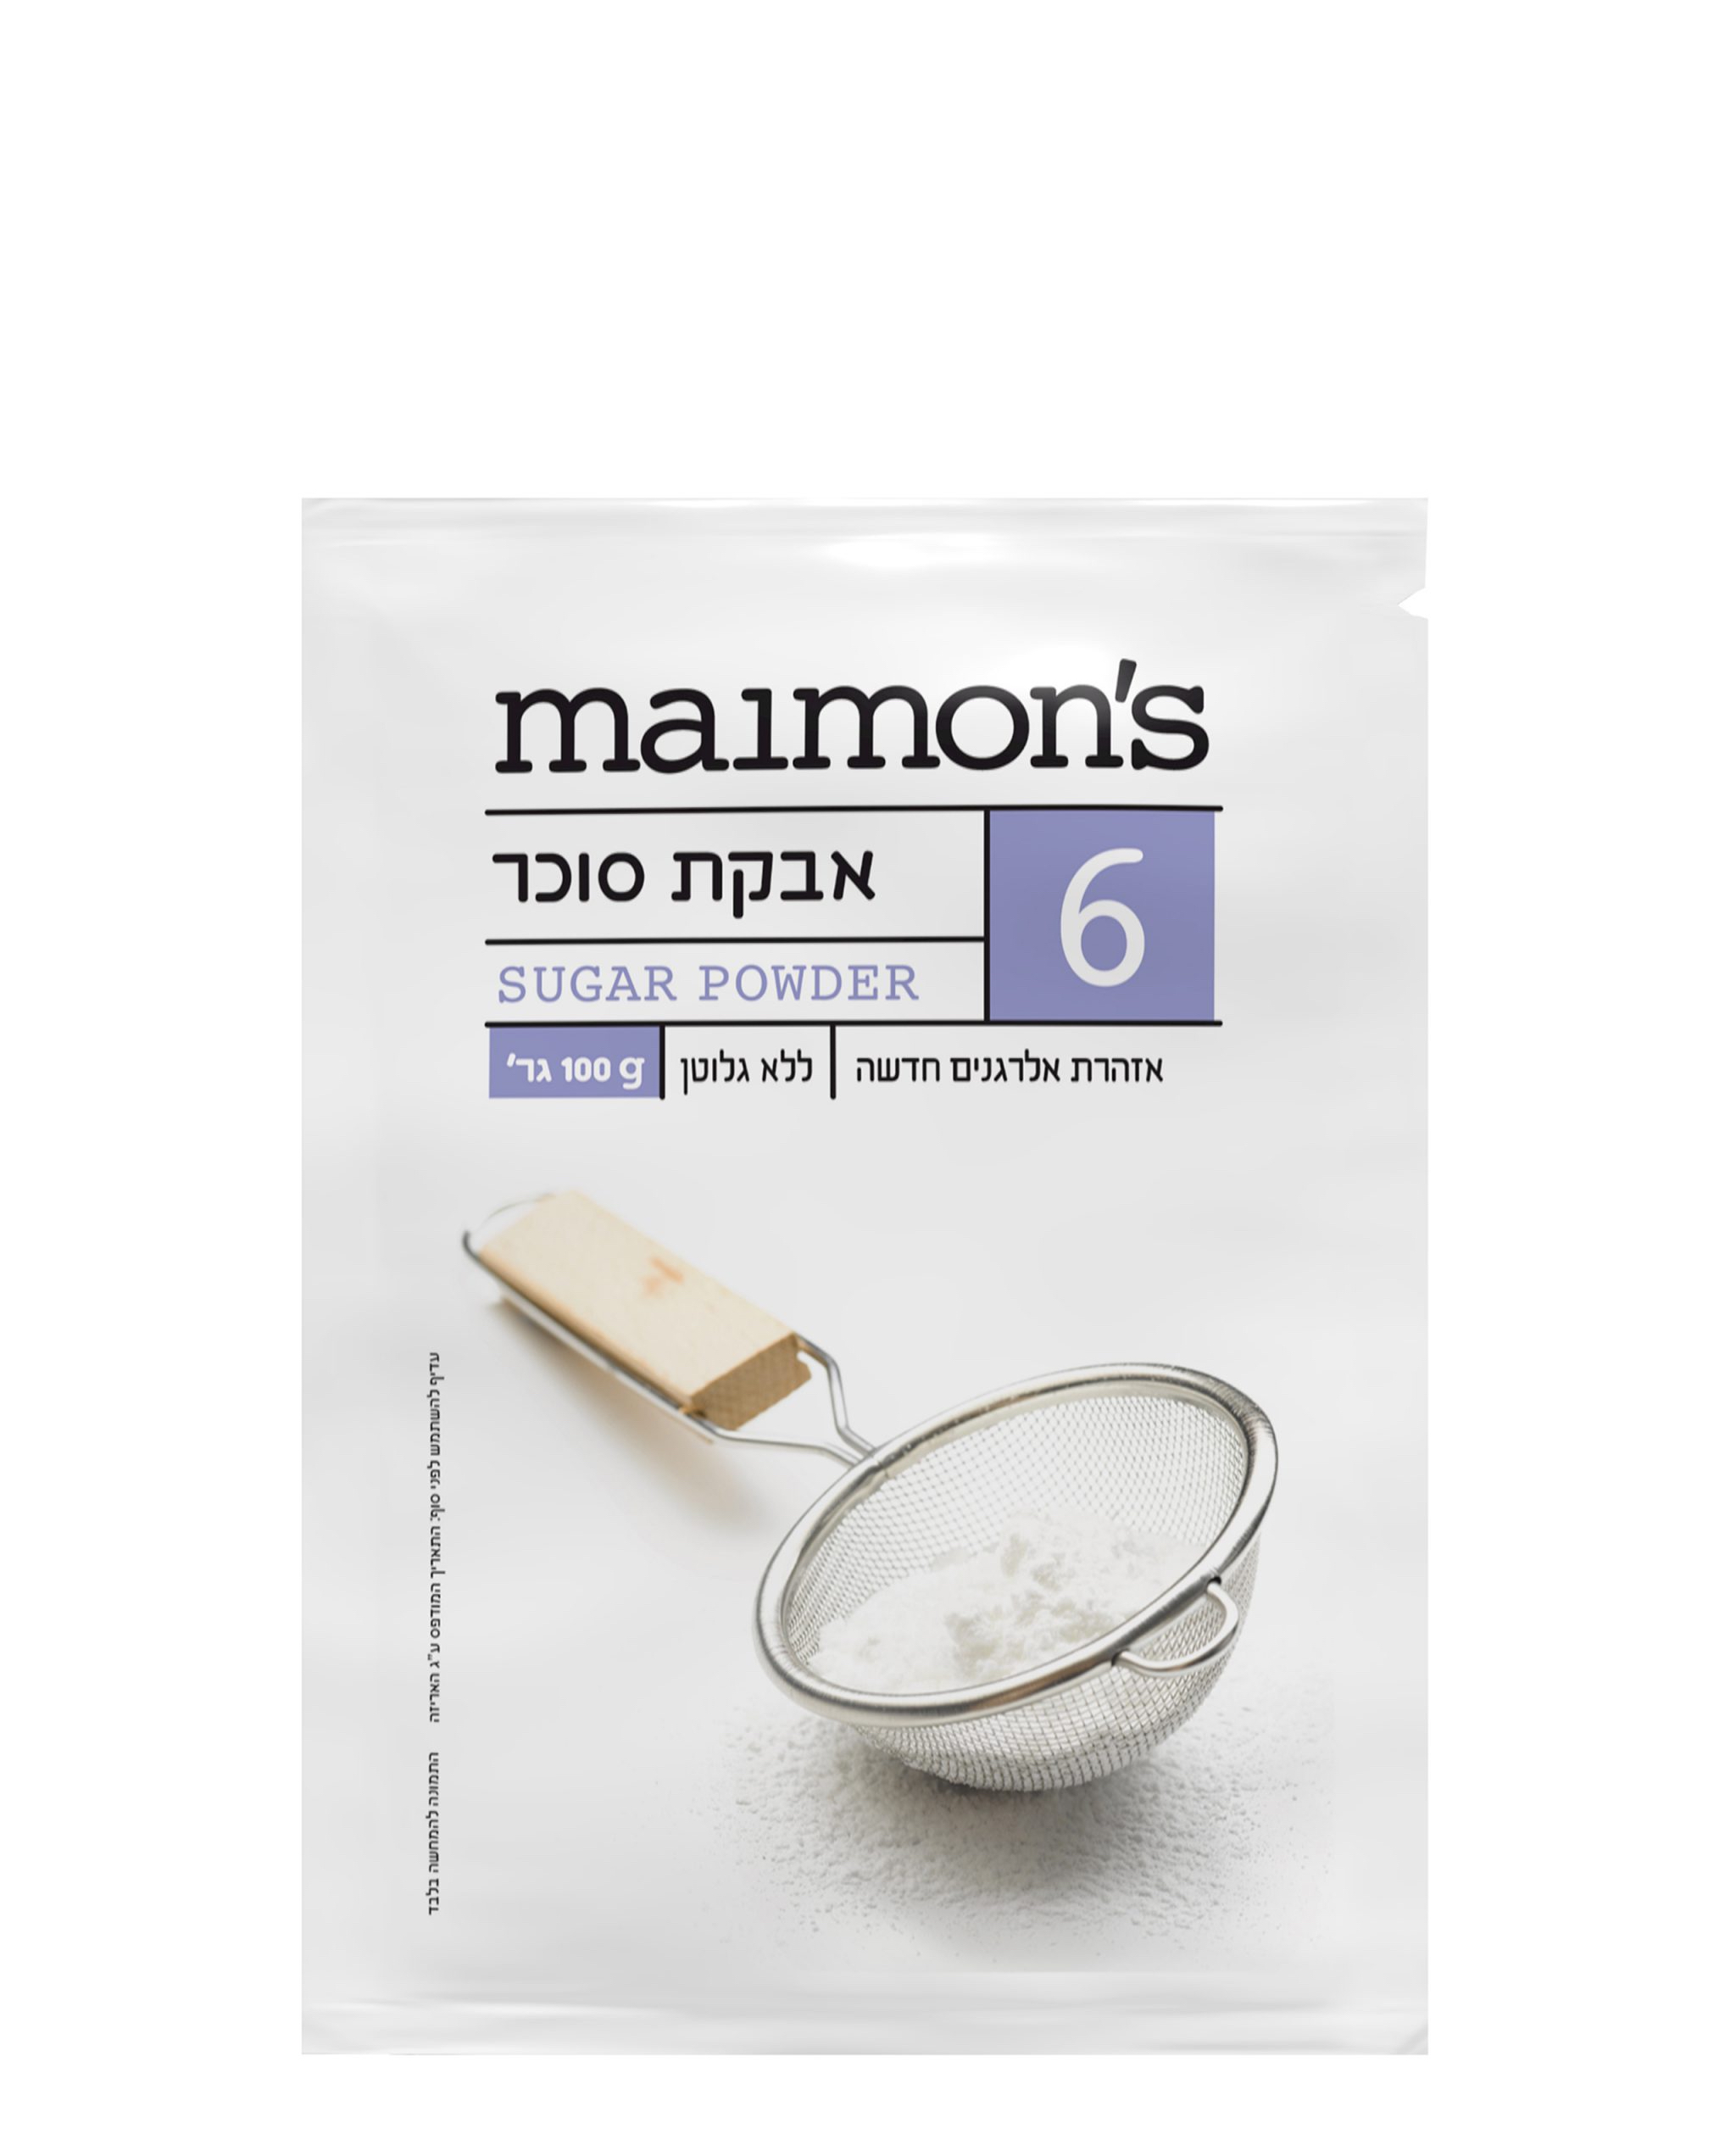 maimon's
אבקת סוכר
6
SUGAR POWDER
אזהרת אלרגנים חדשה
ללא גלוטן
100 g גר'
עדיף להשתמש לפני סוף: התאריך המודפס ע"ג האריזה
התמונה להמחשה בלבד